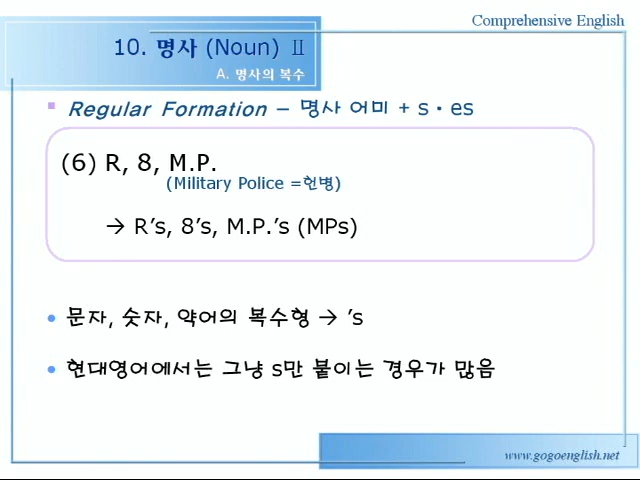 Comprehensive English
10. 명사 (Noun) Ⅱ
A. 명사의 복수
▪ Regular Formation – 명사 어미 + s・es
(6) R, 8, M.P.
(Military Police =헌병)
→ R’s, 8’s, M.P.’s (MPs)
• 문자, 숫자, 약어의 복수형 → ’s
• 현대영어에서는 그냥 s만 붙이는 경우가 많음
www.gogoenglish.net